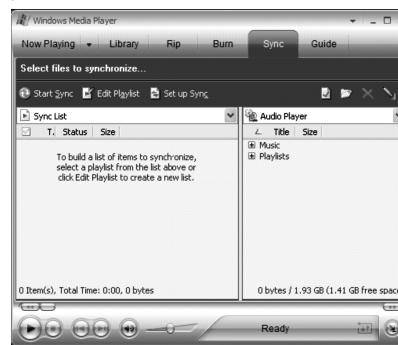 Windows Media Player
Now Playing Library Rip Burn Sync Guide
Select files to synchronize...
Start Sync Edit Playlist Set up Sync
Sync List
Audio Player
T. Status Size
Title Size
Music
Playlists
To build a list of items to synchronize,
select a playlist from the list above or
click Edit Playlist to create a new list.
0 Item(s), Total Time: 0:00, 0 bytes
0 bytes / 1.93 GB (1.41 GB free space
Ready